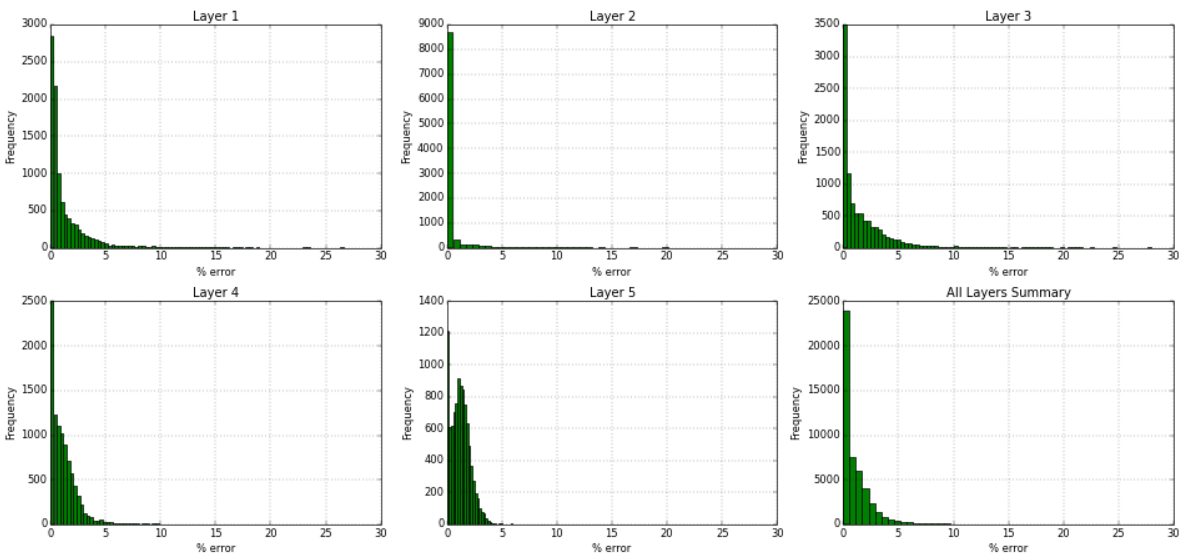 Layer 1
3000
2500
2000
1500
1000
500
0
Frequency
0 5 10 15 20 25 30
% error
Layer 2
9000
8000
7000
6000
5000
4000
3000
2000
1000
0
Frequency
0 5 10 15 20 25 30
% error
Layer 3
3500
3000
2500
2000
1500
1000
500
0
Frequency
0 5 10 15 20 25 30
% error
Layer 4
2500
2000
1500
1000
500
0
Frequency
0 5 10 15 20 25 30
% error
Layer 5
1400
1200
1000
800
600
400
200
0
Frequency
0 5 10 15 20 25 30
% error
All Layers Summary
25000
20000
15000
10000
5000
0
Frequency
0 5 10 15 20 25 30
% error